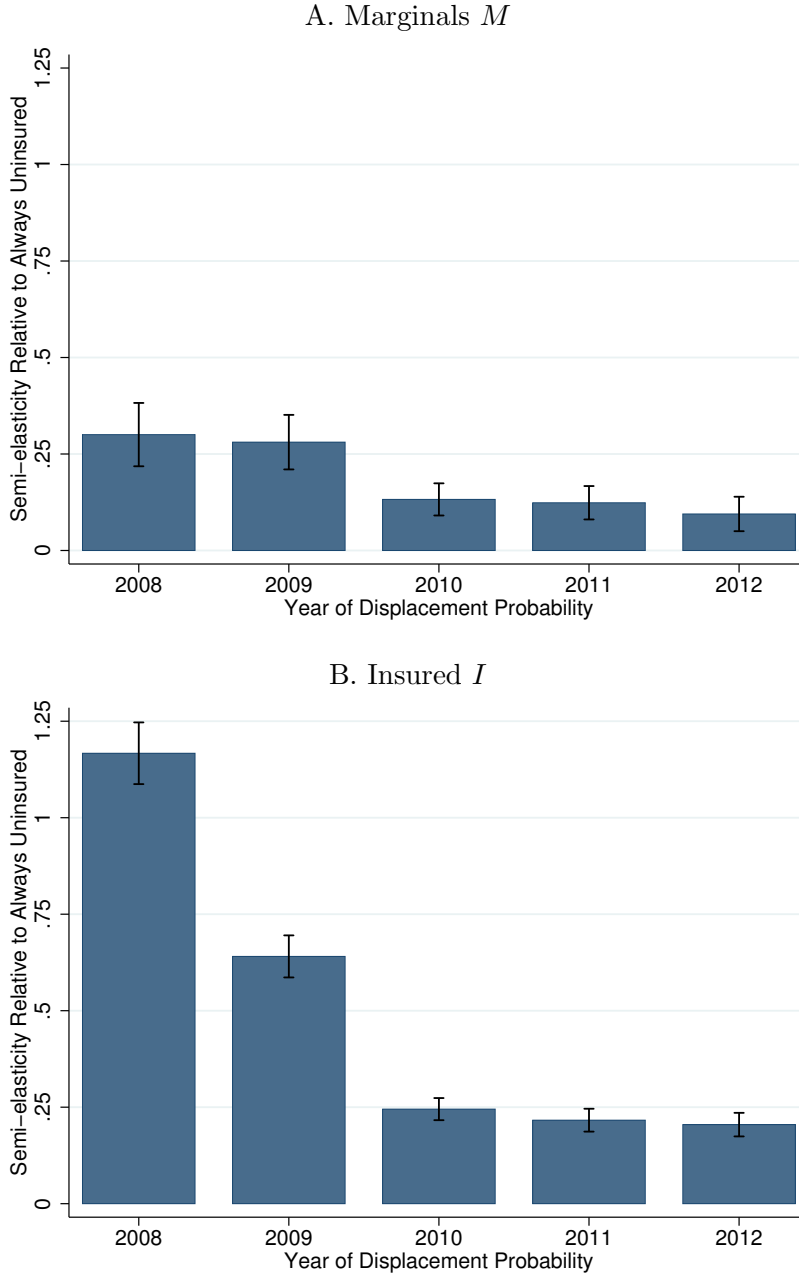 A. Marginals M
Semi−elasticity Relative to Always Uninsured
1.25
1
.75
.5
.25
0
2008 2009 2010 2011 2012
Year of Displacement Probability
B. Insured I
Semi−elasticity Relative to Always Uninsured
1.25
1
.75
.5
.25
0
2008 2009 2010 2011 2012
Year of Displacement Probability